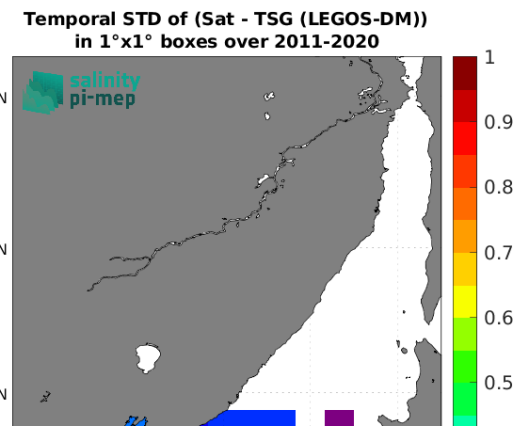 Temporal STD of (Sat - TSG (LEGOS-DM))
in 1°x1° boxes over 2011-2020
salinity
pi-mep
N
N
N
1
0.9
0.8
0.7
0.6
0.5